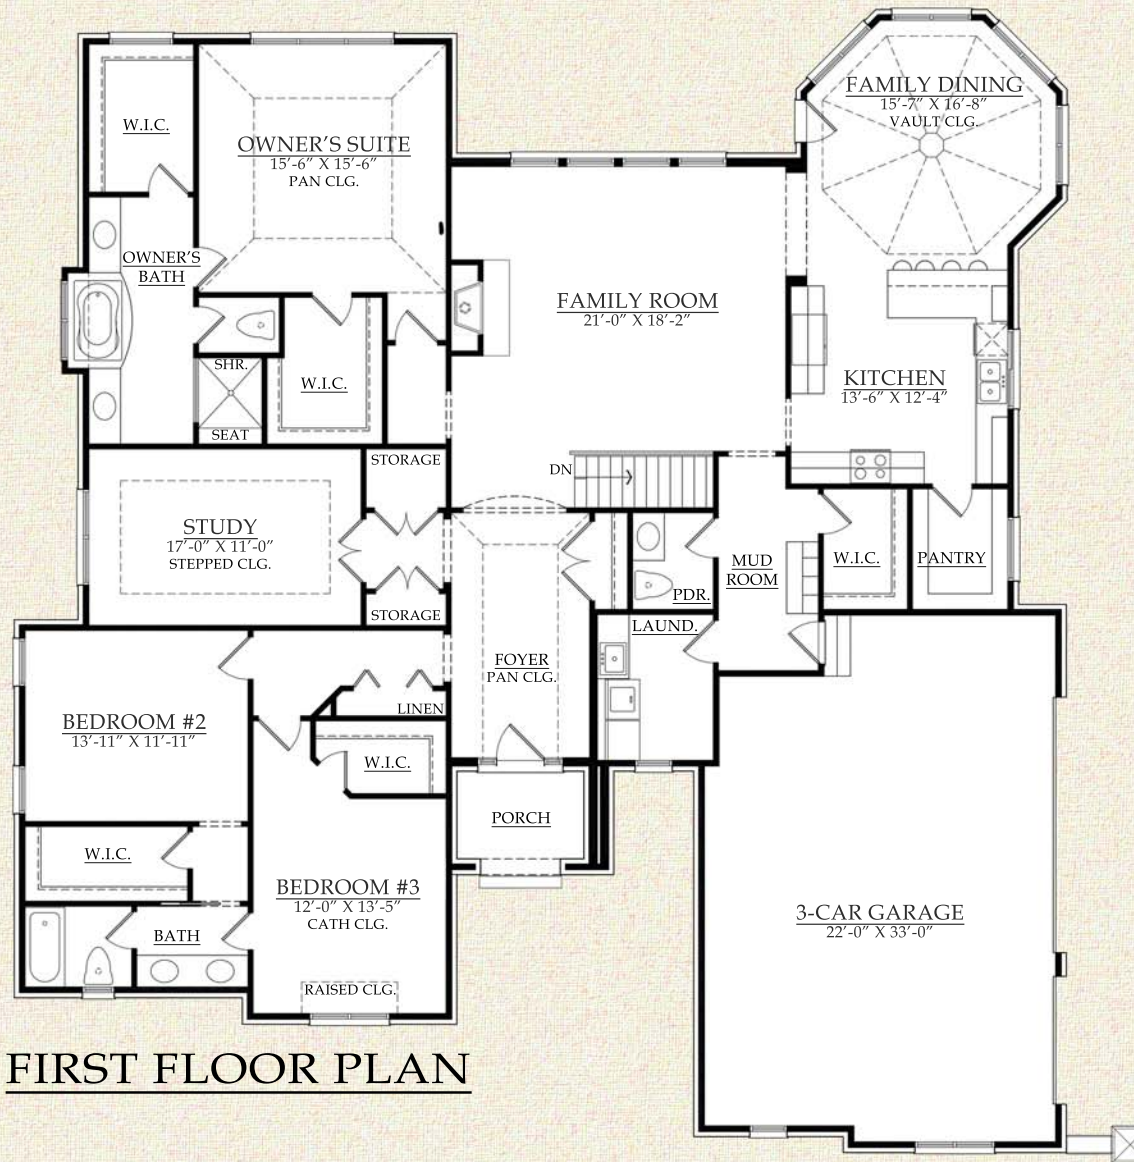 FAMILY DINING
15'-7" X 16'-8"
VAULT CLG.
W.I.C.
OWNER'S SUITE
15'-6" X 15'-6"
PAN CLG.
OWNER'S
BATH
FAMILY ROOM
21'-0" X 18'-2"
SHR.
SEAT
W.I.C.
KITCHEN
13'-6" X 12'-4"
STORAGE
DN
STUDY
17'-0" X 11'-0"
STEPPED CLG.
MUD
ROOM
W.I.C.
PANTRY
PDR.
STORAGE
LAUND.
FOYER
PAN CLG.
LINEN
BEDROOM #2
13'-11" X 11'-11"
W.I.C.
PORCH
W.I.C.
BEDROOM #3
12'-0" X 13'-5"
CATH CLG.
3-CAR GARAGE
22'-0" X 33'-0"
BATH
RAISED CLG.
FIRST FLOOR PLAN